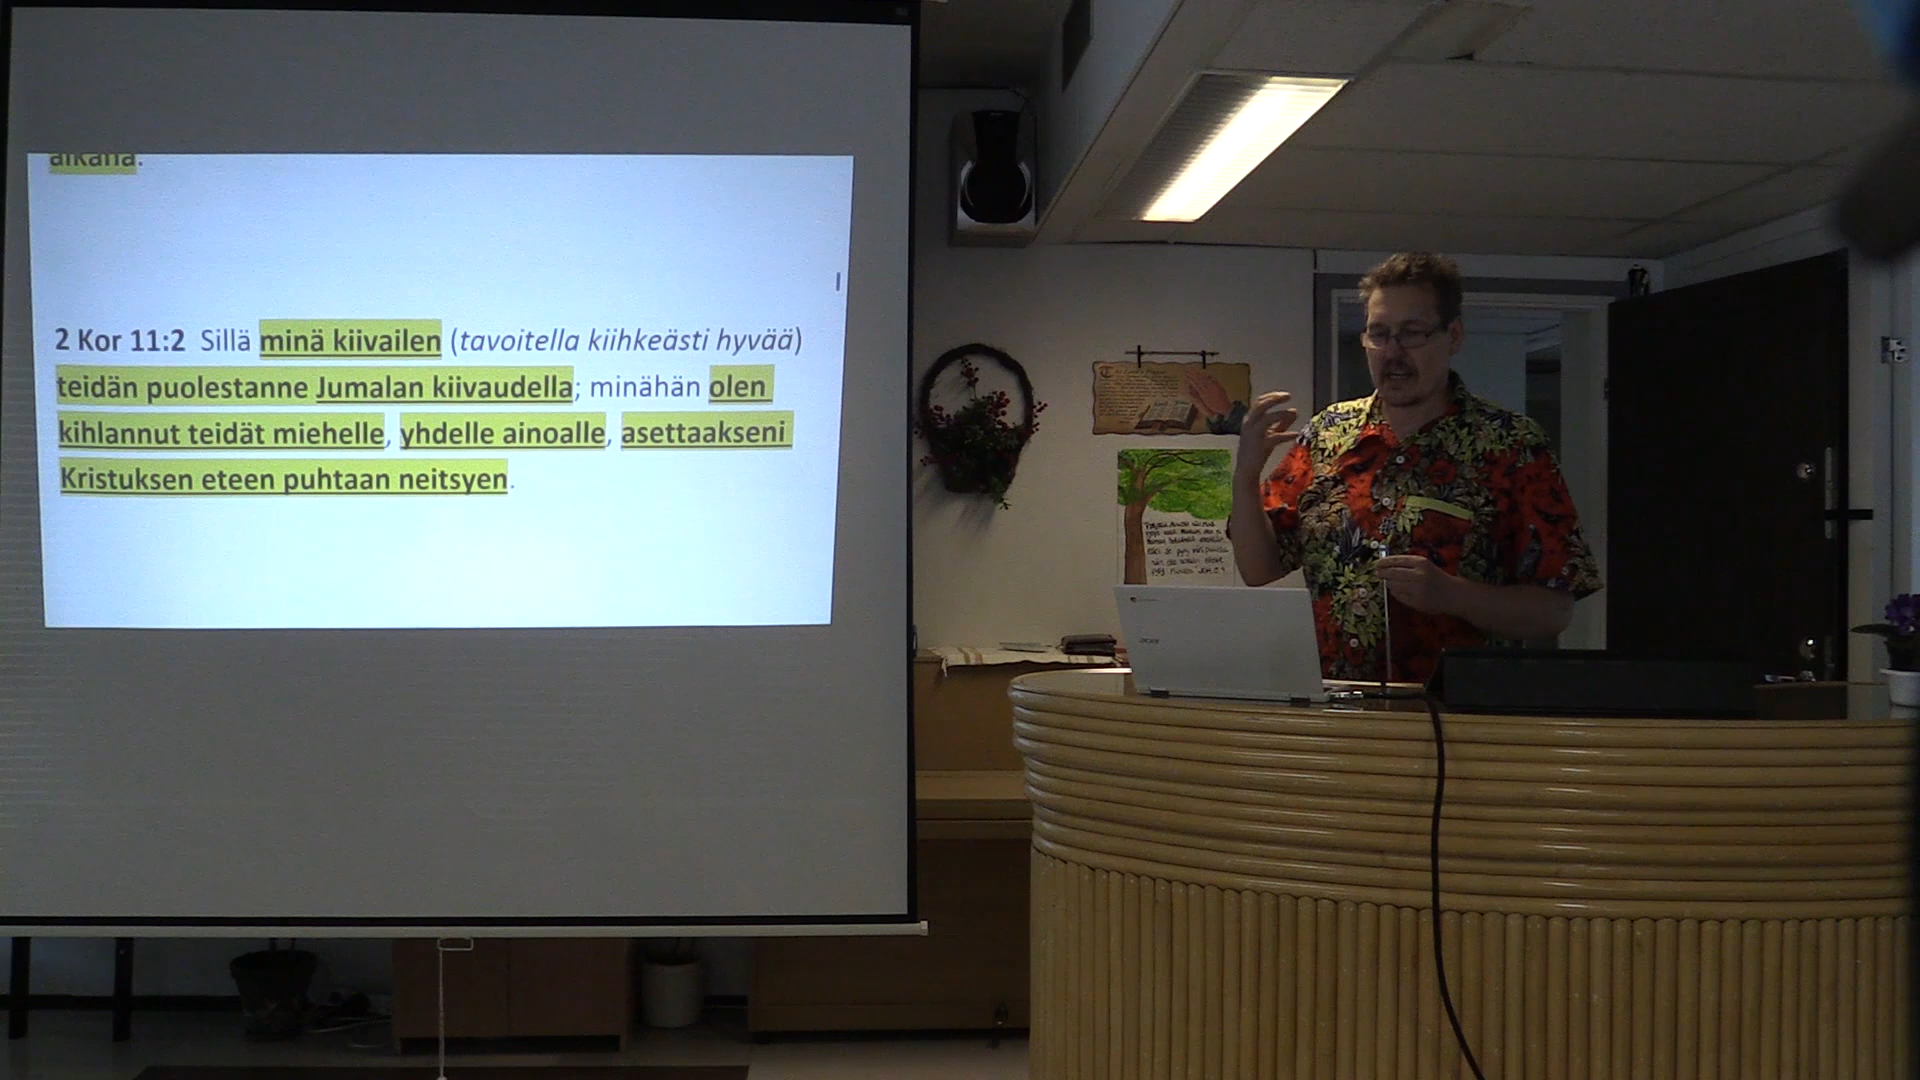 aikana.
2 Kor 11:2 Sillä minä kiivailen (tavoitella kiihkeästi hyvää)
teidän puolestanne Jumalan kiivaudella; minähän olen
kihlannut teidät miehelle, yhdelle ainoalle, asettaakseni
Kristuksen eteen puhtaan neitsyen.
acer